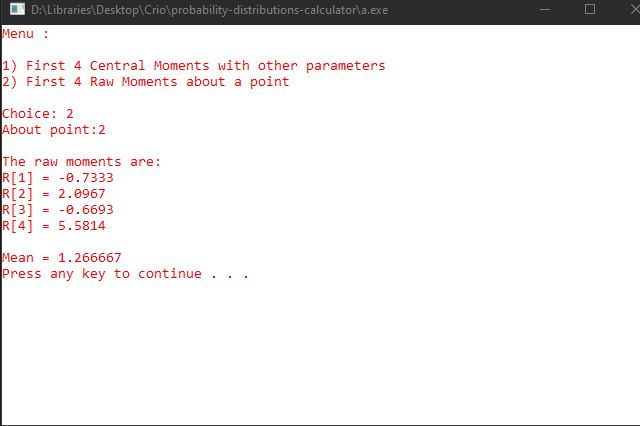 D:\Libraries\Desktop\Crio\probability-distributions-calculator\a.exe
Menu :
1) First 4 Central Moments with other parameters
2) First 4 Raw Moments about a point
Choice: 2
About point:2
The raw moments are:
R[1] = -0.7333
R[2] = 2.0967
R[3] = -0.6693
R[4] = 5.5814
Mean = 1.266667
Press any key to continue . . .